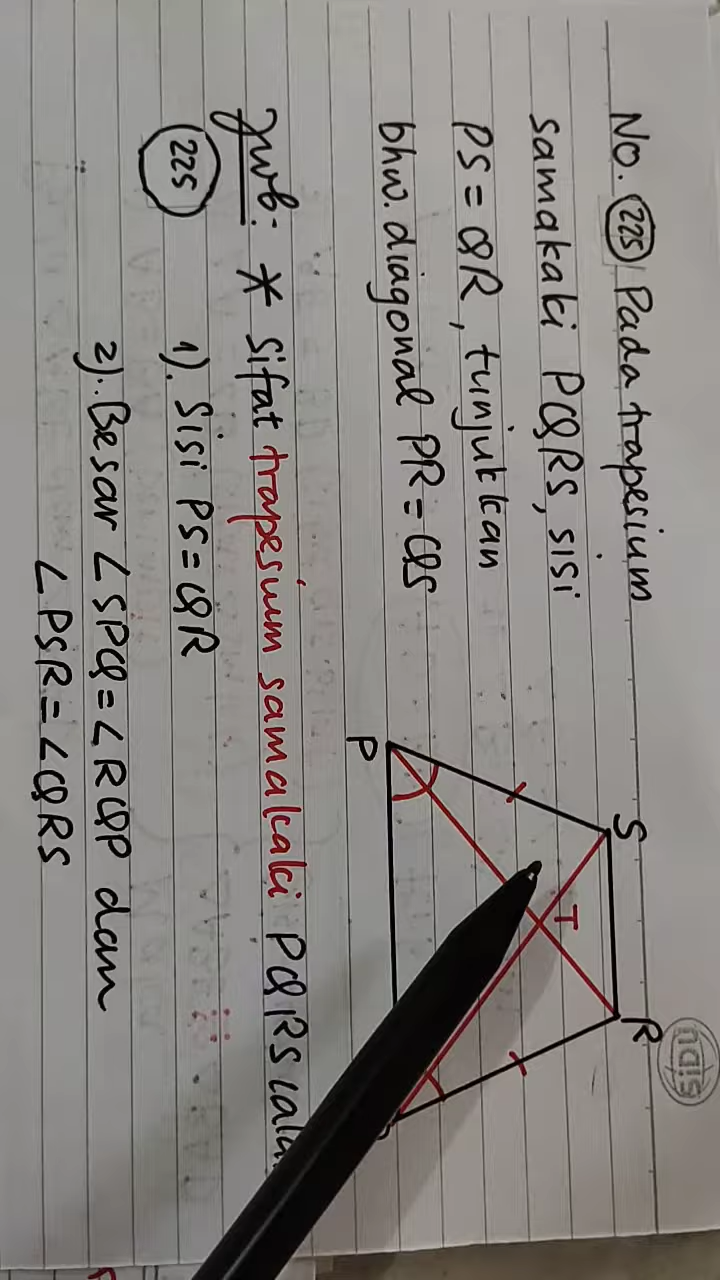 No. (225) Pada trapesium
samakaki PQRS, sisi
PS = QR, tunjukkan
bhw. diagonal PR = QS
nais
S
R
T
P
Jwb: * Sifat trapesium samakaki PQRS
(225)
1). Sisi PS = QR
2). Besar ∠SPQ = ∠RQP dan
∠PSR = ∠QRS